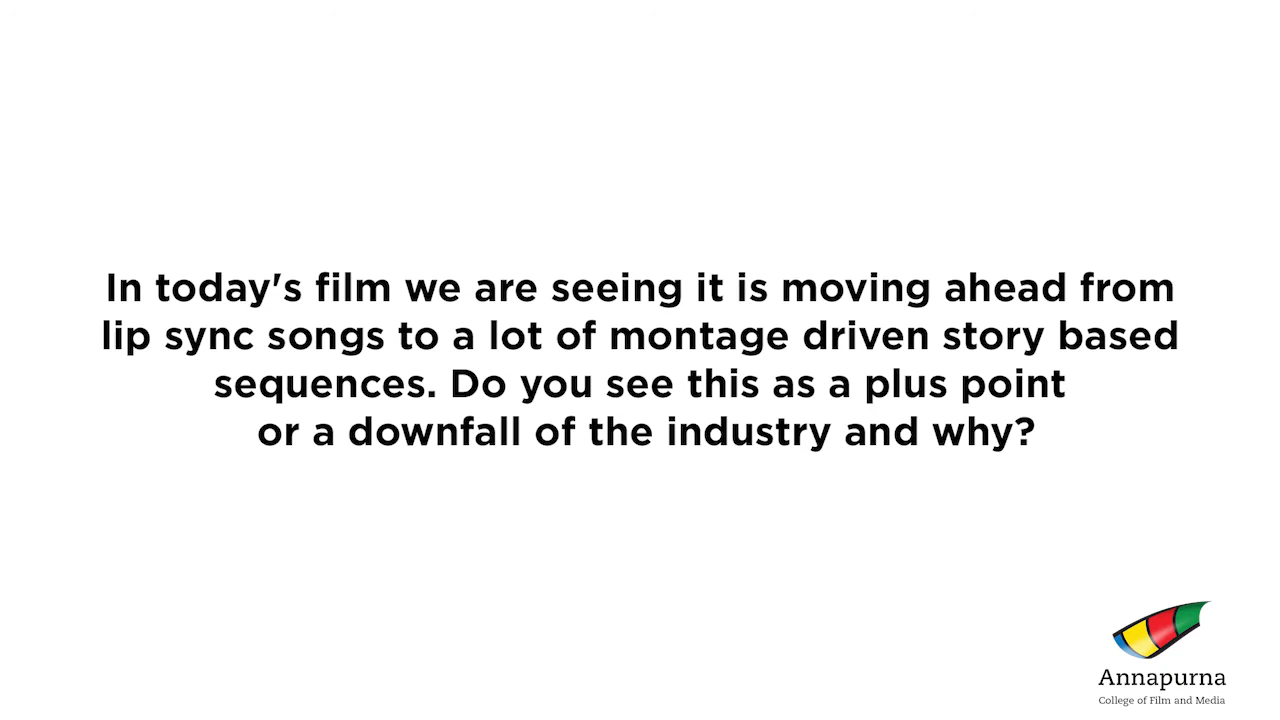 In today's film we are seeing it is moving ahead from
lip sync songs to a lot of montage driven story based
sequences. Do you see this as a plus point
or a downfall of the industry and why?
Annapurna
College of Film and Media